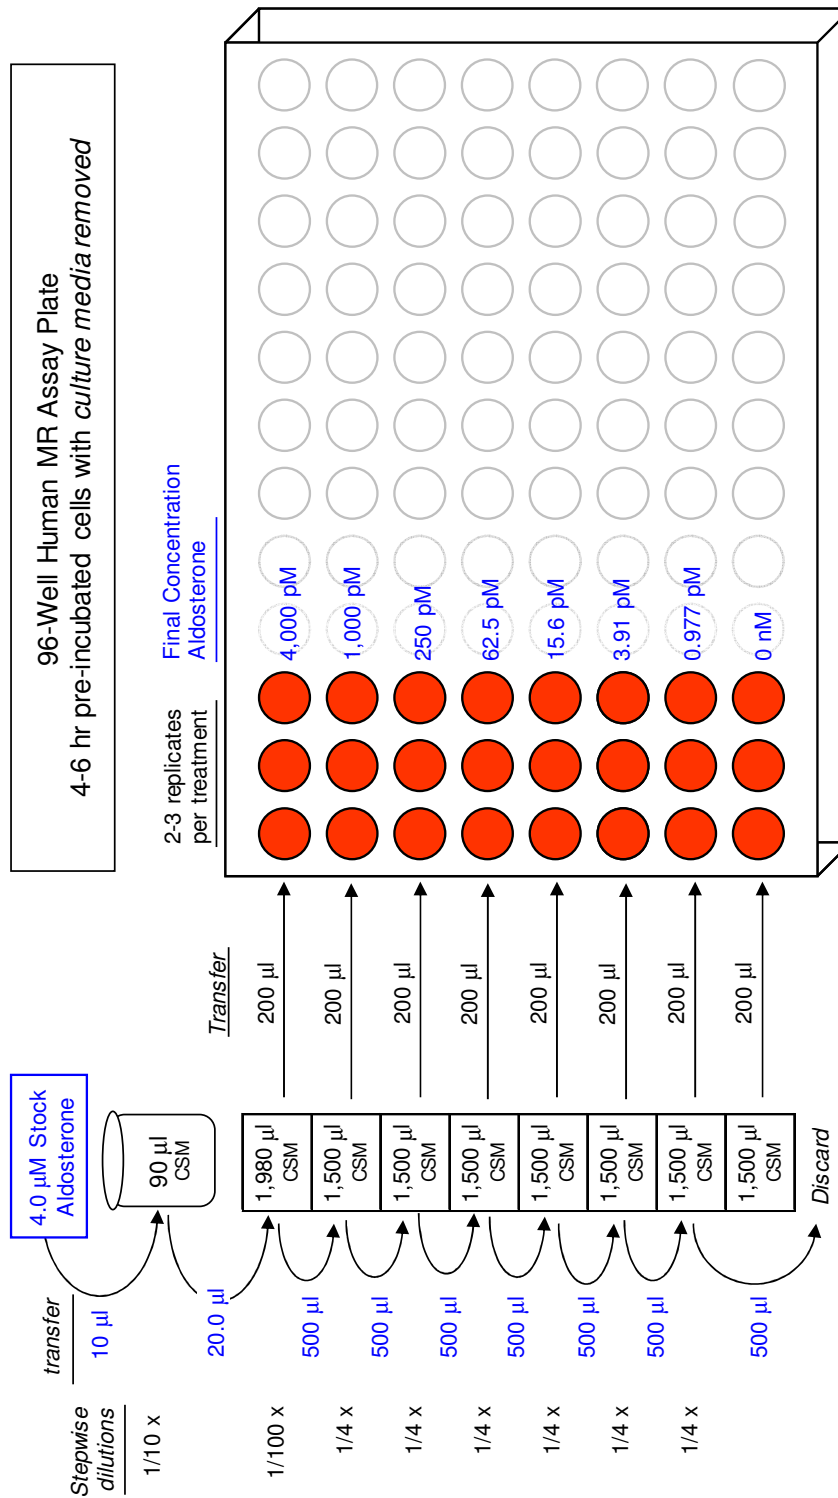 96-Well Human MR Assay Plate
4-6 hr pre-incubated cells with culture media removed
Stepwise
dilutions
transfer
4.0 µM Stock
Aldosterone
Transfer
2-3 replicates
per treatment
Final Concentration
Aldosterone
1/10 x
10 µl
90 µl
CSM
20.0 µl
1/100 x
1,980 µl
CSM
200 µl
4,000 pM
500 µl
1/4 x
1,500 µl
CSM
200 µl
1,000 pM
500 µl
1/4 x
1,500 µl
CSM
200 µl
250 pM
500 µl
1/4 x
1,500 µl
CSM
200 µl
62.5 pM
500 µl
1/4 x
1,500 µl
CSM
200 µl
15.6 pM
500 µl
1/4 x
1,500 µl
CSM
200 µl
3.91 pM
500 µl
1/4 x
1,500 µl
CSM
200 µl
0.977 pM
500 µl
1,500 µl
CSM
200 µl
0 nM
Discard